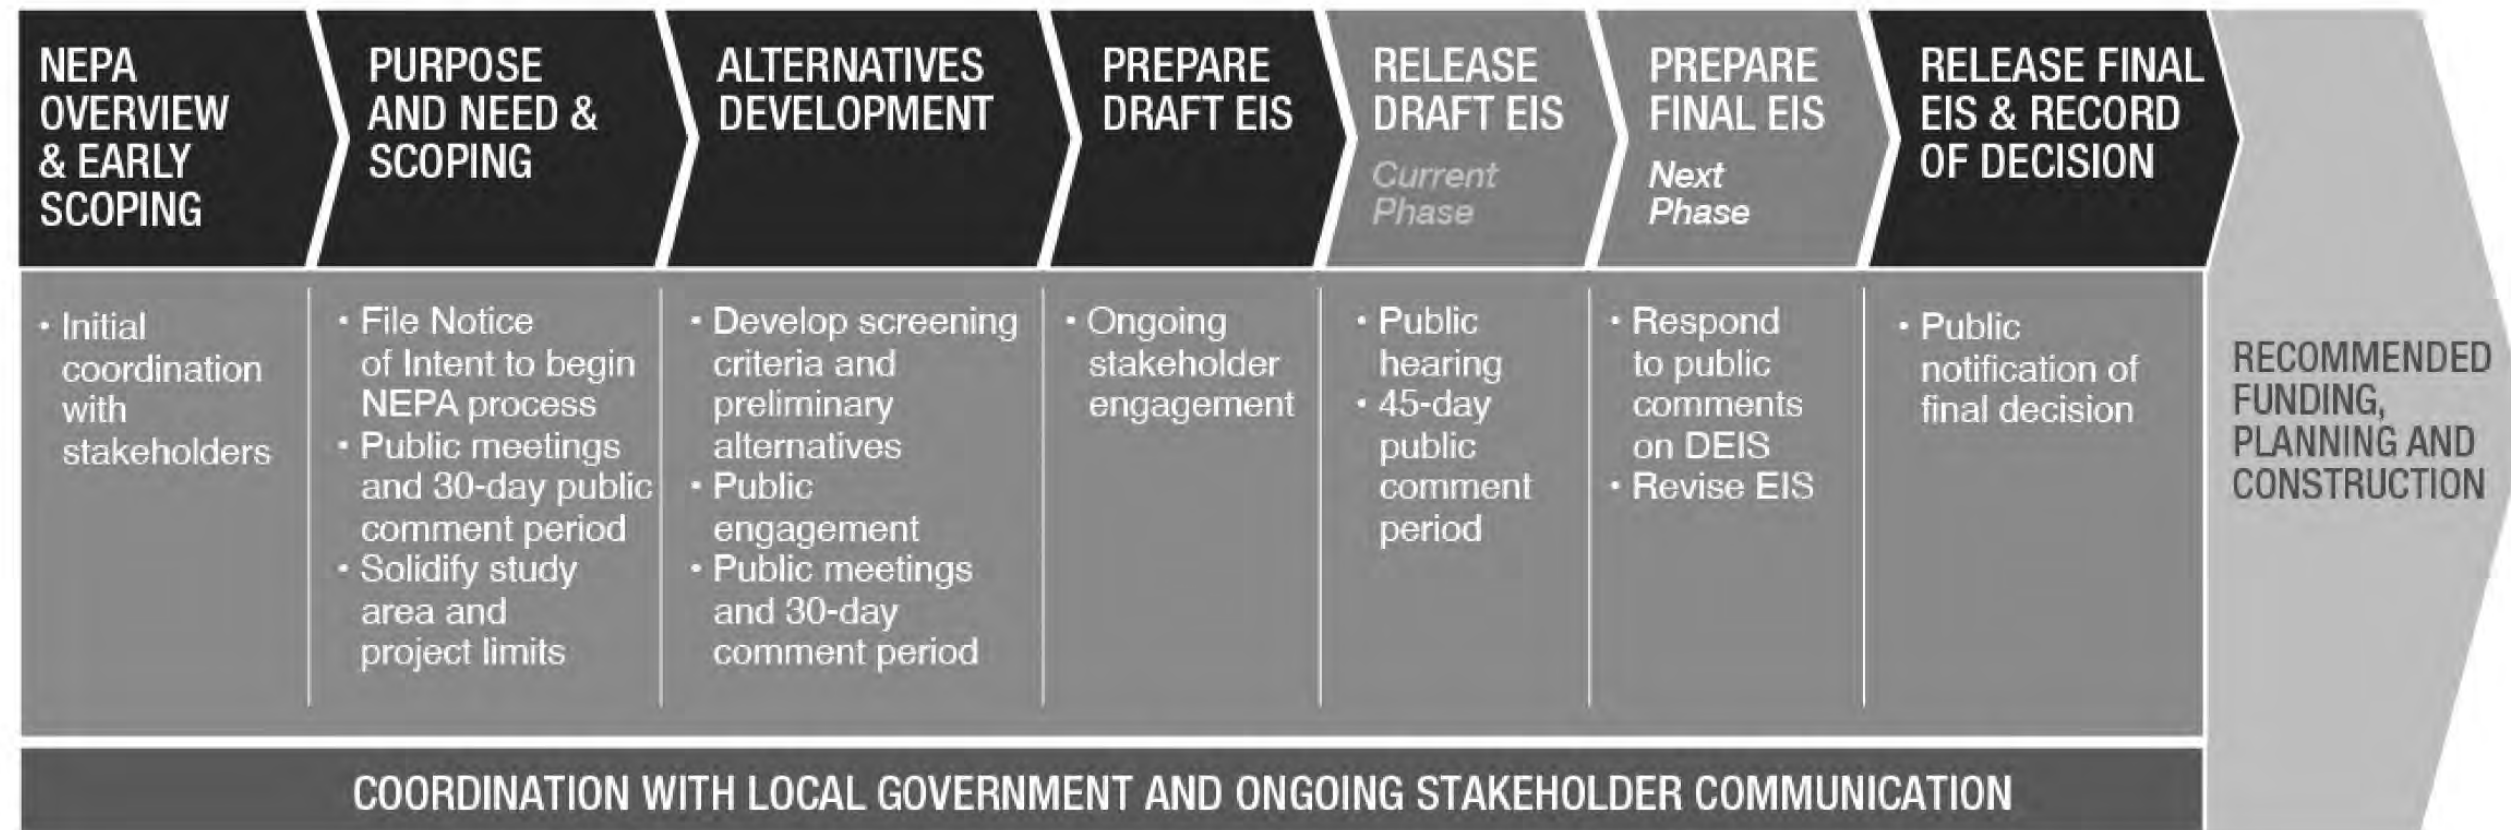 NEPA
OVERVIEW
& EARLY
SCOPING
PURPOSE
AND NEED &
SCOPING
ALTERNATIVES
DEVELOPMENT
PREPARE
DRAFT EIS
RELEASE
DRAFT EIS
Current
Phase
PREPARE
FINAL EIS
Next
Phase
RELEASE FINAL
EIS & RECORD
OF DECISION
• Initial
coordination
with
stakeholders
• File Notice
of Intent to begin
NEPA process
• Public meetings
and 30-day public
comment period
• Solidify study
area and
project limits
• Develop screening
criteria and
preliminary
alternatives
• Public
engagement
• Public meetings
and 30-day
comment period
• Ongoing
stakeholder
engagement
• Public
hearing
• 45-day
public
comment
period
• Respond
to public
comments
on DEIS
• Revise EIS
• Public
notification of
final decision
RECOMMENDED
FUNDING,
PLANNING AND
CONSTRUCTION
COORDINATION WITH LOCAL GOVERNMENT AND ONGOING STAKEHOLDER COMMUNICATION